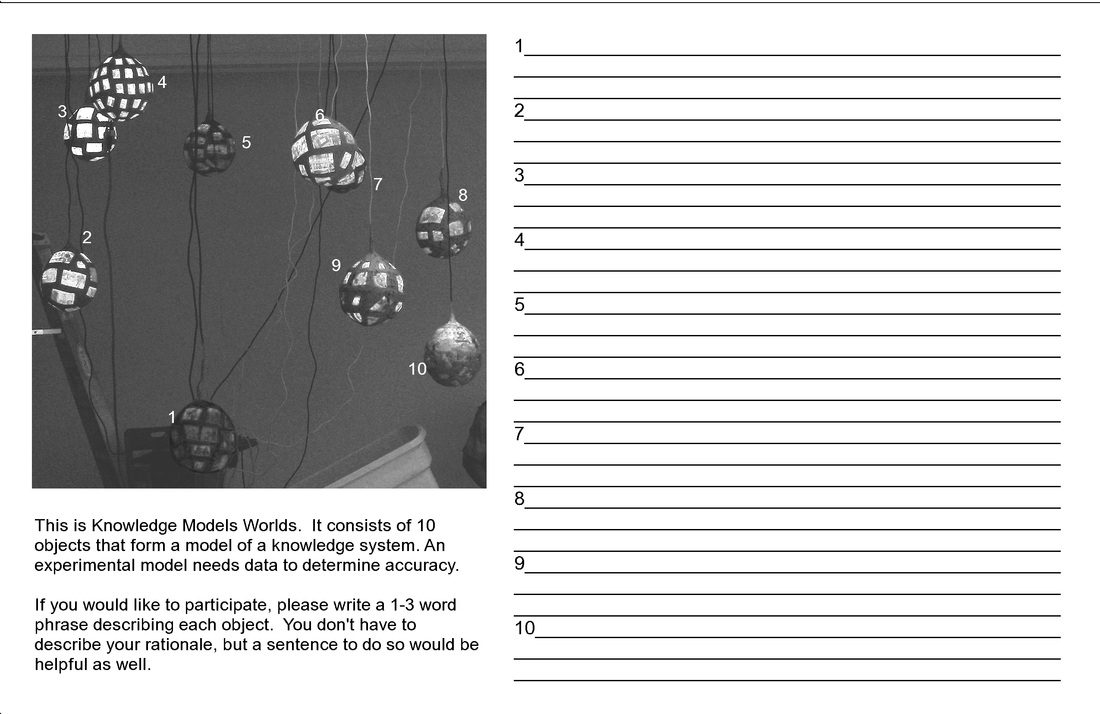 4
3
5
6
7
8
2
9
10
1
This is Knowledge Models Worlds.  It consists of 10
objects that form a model of a knowledge system. An
experimental model needs data to determine accuracy.
If you would like to participate, please write a 1-3 word
phrase describing each object.  You don't have to
describe your rationale, but a sentence to do so would be
helpful as well.
1
2
3
4
5
6
7
8
9
10